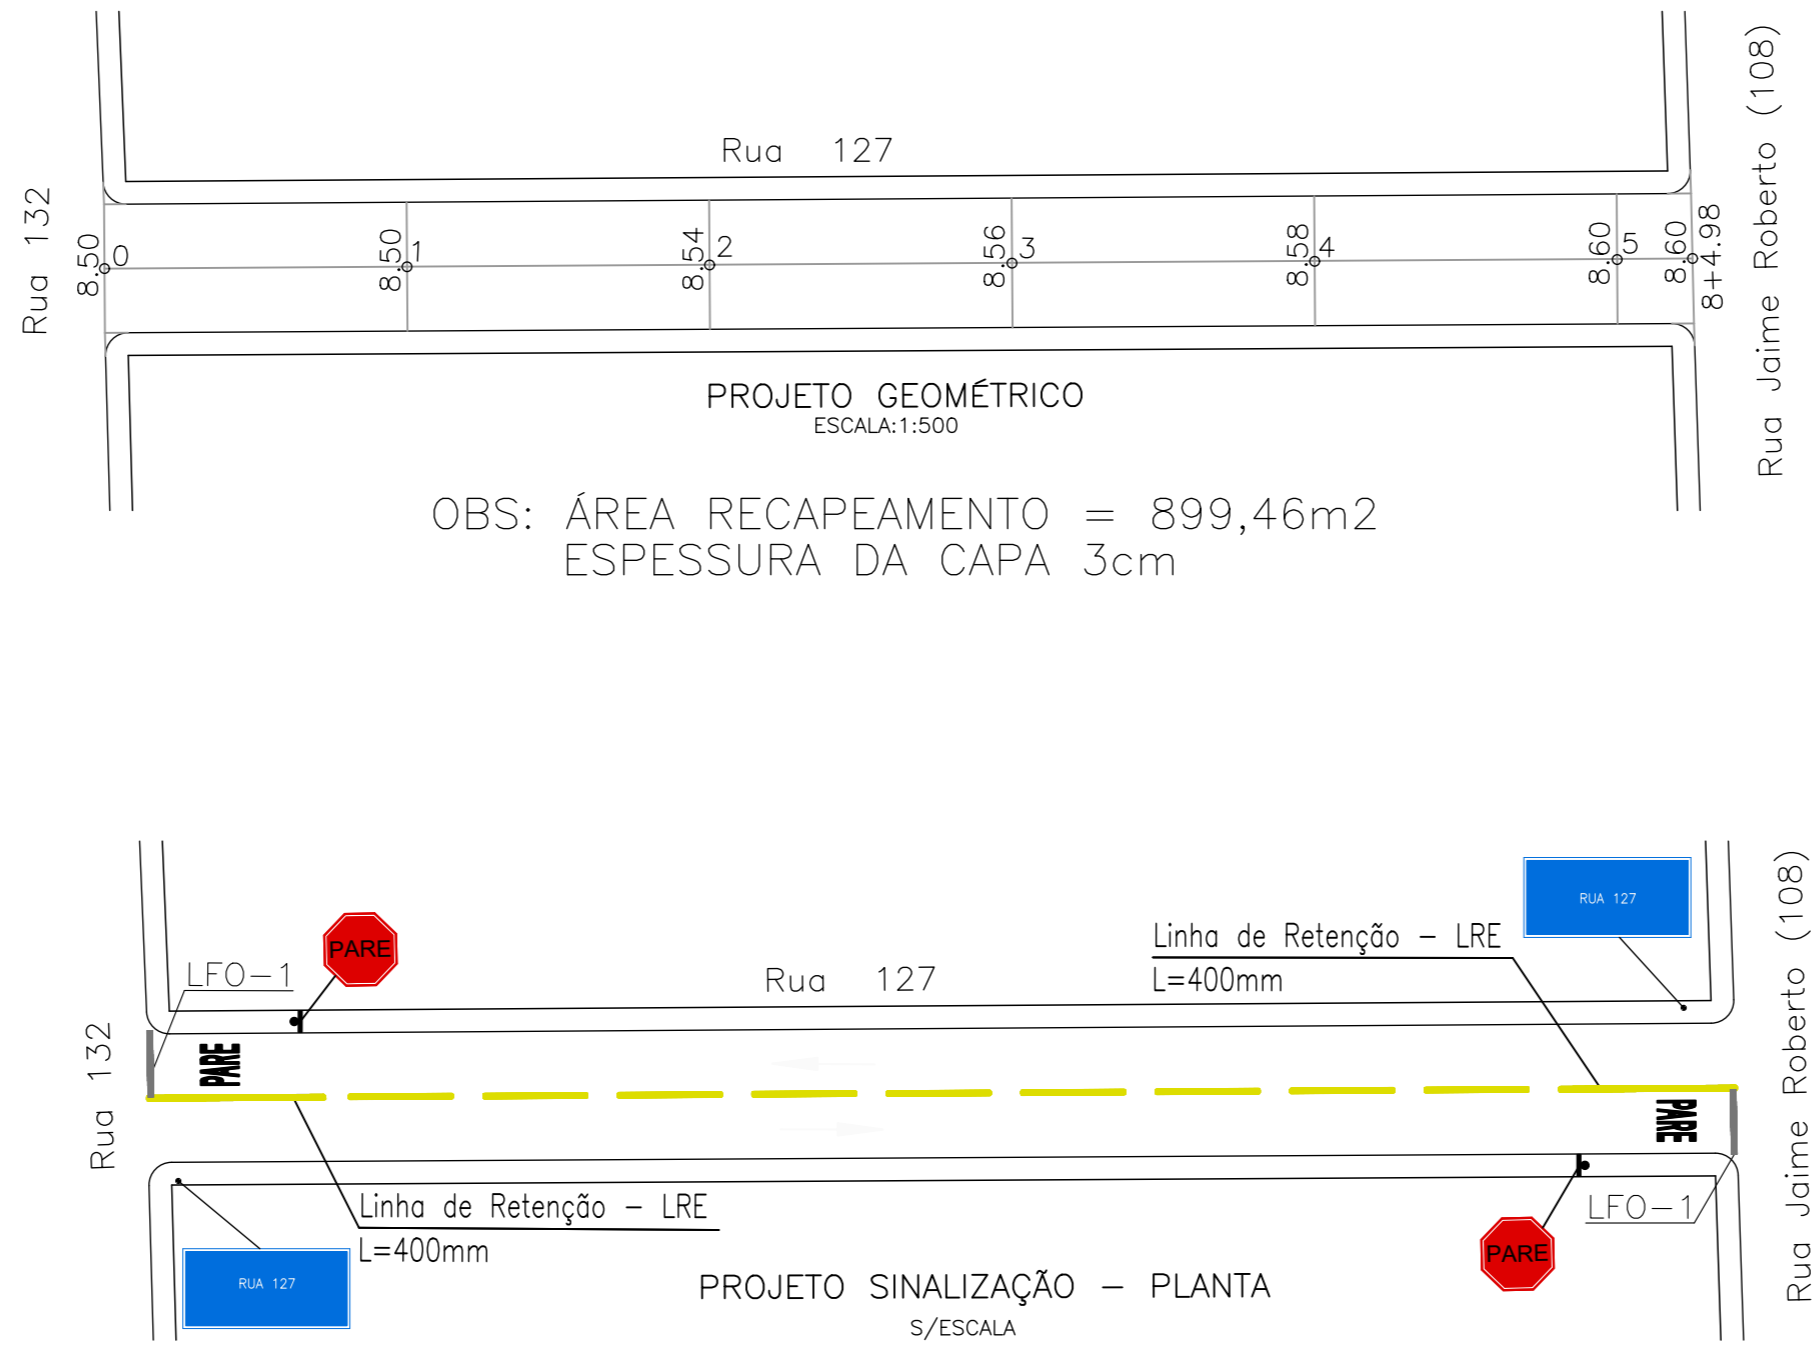 Rua 127
Rua 132
Rua Jaime Roberto (108)
8.50
0
8.50
1
8.54
2
8.56
3
8.58
4
8.60
5
8.60
8+4.98
PROJETO GEOMÉTRICO
ESCALA:1:500
OBS: ÁREA RECAPEAMENTO = 899,46m2
ESPESSURA DA CAPA 3cm
RUA 127
PARE
Linha de Retenção - LRE
L=400mm
LFO-1
Rua 127
Rua 132
Rua Jaime Roberto (108)
PARE
PARE
Linha de Retenção - LRE
L=400mm
LFO-1
PARE
RUA 127
PROJETO SINALIZAÇÃO - PLANTA
S/ESCALA